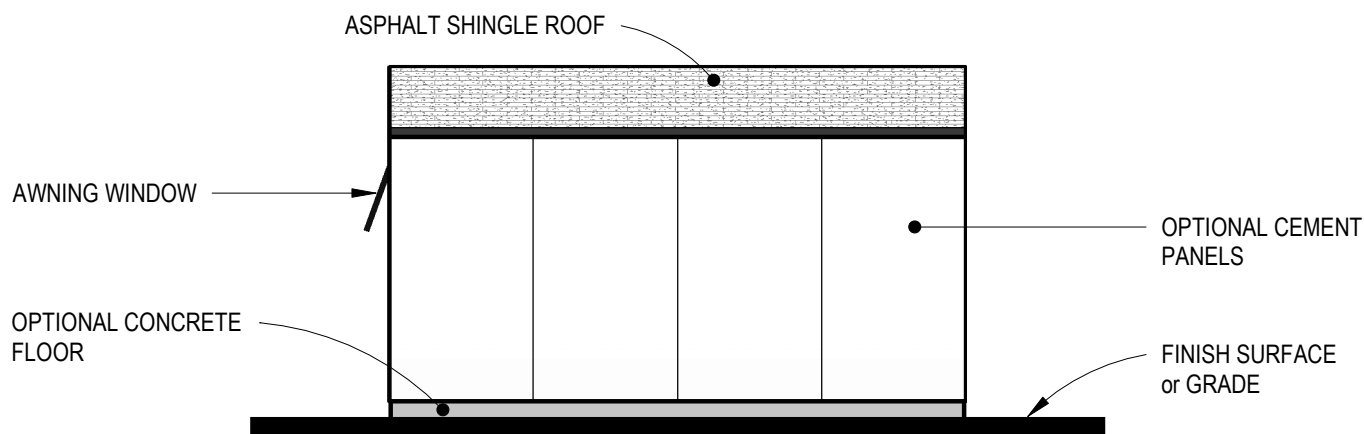 ASPHALT SHINGLE ROOF
AWNING WINDOW
OPTIONAL CEMENT
PANELS
OPTIONAL CONCRETE
FLOOR
FINISH SURFACE
or GRADE